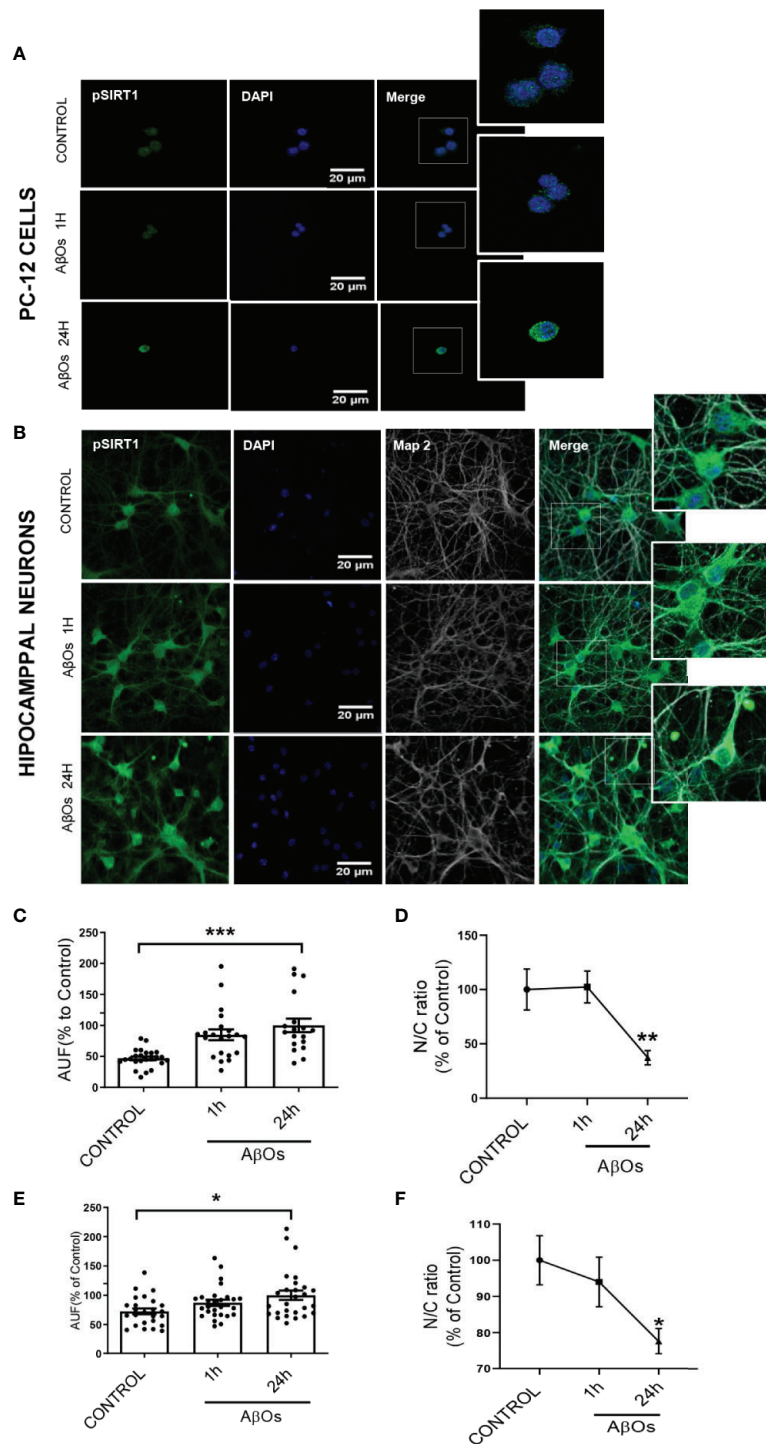 A
pSIRT1 DAPI Merge
CONTROL
20 µm
AβOs 1H
20 µm
AβOs 24H
20 µm
PC-12 CELLS
B
pSIRT1 DAPI Map 2 Merge
CONTROL
20 µm
AβOs 1H
20 µm
AβOs 24H
20 µm
HIPOCAMPPAL NEURONS
C
AUF(% to Control)
250
200
150
100
50
0
***
CONTROL 1h 24h
AβOs
D
N/C ratio
(% of Control)
150
100
50
0
**
CONTROL 1h 24h
AβOs
E
AUF(% of Control)
250
200
150
100
50
0
*
CONTROL 1h 24h
AβOs
F
N/C ratio
(% of Control)
110
100
90
80
70
*
CONTROL 1h 24h
AβOs